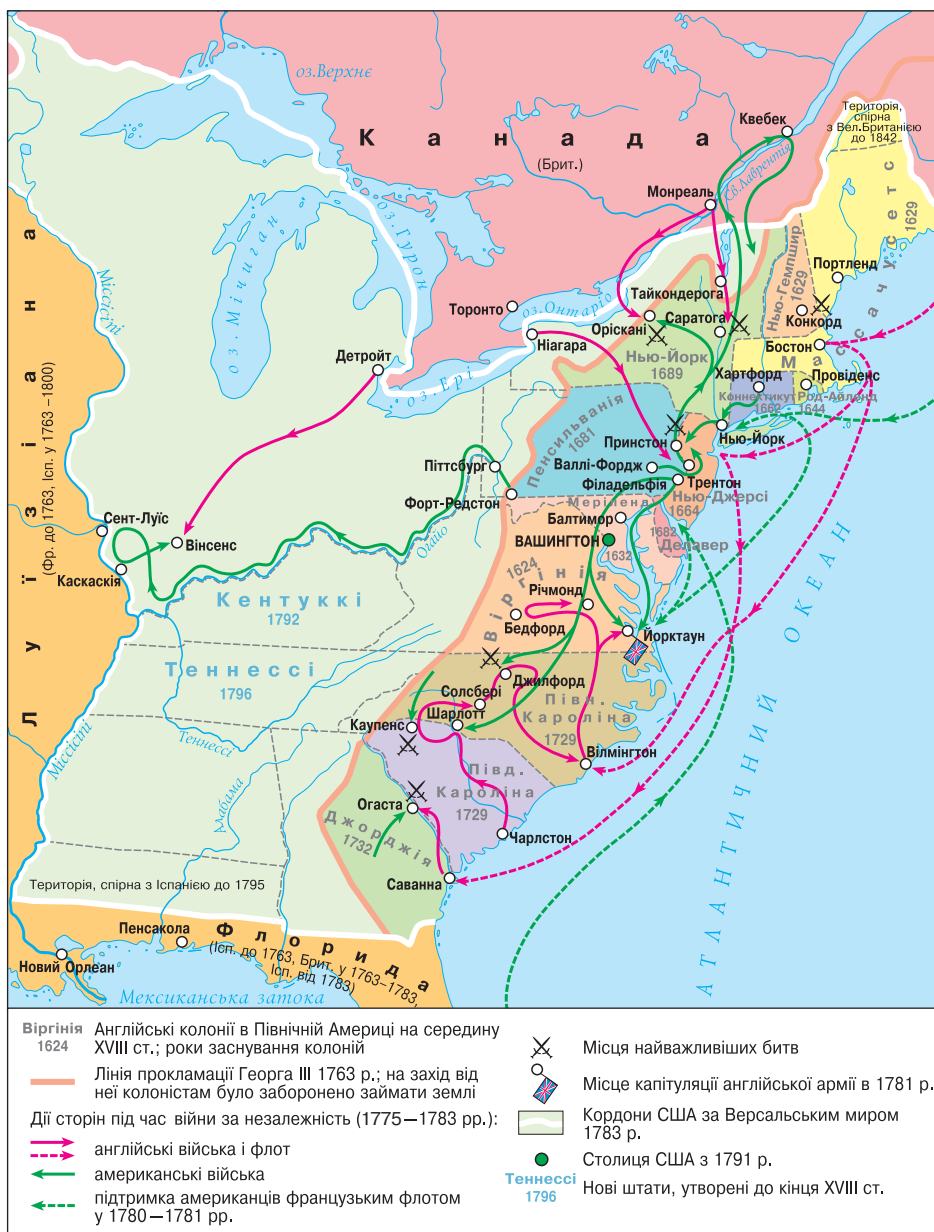 оз.Верхнє
Канада
(Брит.)
Квебек
Територія,
спірна
з Вел.Британією
до 1842
Св.Лаврентія
Монреаль
оз.Гурон
оз.Мічиган
Массачусетс
1629
Нью-Гемпшир
1629
Портленд
Тайкондерога
Торонто
оз.Онтаріо
Саратога
Конкорд
Оріскані
Ніагара
Бостон
Нью-Йорк
1689
Детройт
оз.Ері
Хартфорд
Провіденс
Коннектикут
1662
Род-Айленд
1644
Міссісіпі
Луїзіана
(Фр. до 1763, Ісп. у 1763–1800)
Пенсильванія
1681
Принстон
Нью-Йорк
Піттсбург
Валлі-Фордж
Філадельфія
Трентон
Форт-Редстон
Нью-Джерсі
1664
Меріленд
Сент-Луїс
Вінсенс
Огайо
Балтимор
ВАШИНГТОН
1632
1682
Делавер
Каскаскія
Кентуккі
1792
1624
Віргінія
Річмонд
Бедфорд
Йорктаун
Теннессі
1796
Джилфорд
Солсбері
Півн.
Кароліна
1729
Каупенс
Шарлотт
Теннессі
Міссісіпі
Вілмінгтон
Півд.
Кароліна
1729
Алабама
Огаста
Джорджія
1732
Чарлстон
Саванна
АТЛАНТИЧНИЙ ОКЕАН
Територія, спірна з Іспанією до 1795
Пенсакола
Флорида
(Ісп. до 1763, Брит. у 1763–1783,
Ісп. від 1783)
Новий Орлеан
Мексиканська затока
Віргінія
1624
Англійські колонії в Північній Америці на середину
XVIII ст.; роки заснування колоній
Лінія прокламації Георга III 1763 р.; на захід від
неї колоністам було заборонено займати землі
Дії сторін під час війни за незалежність (1775—1783 рр.):
англійські війська і флот
американські війська
підтримка американців французьким флотом
у 1780—1781 рр.
Місця найважливіших битв
Місце капітуляції англійської армії в 1781 р.
Кордони США за Версальським миром
1783 р.
Столиця США з 1791 р.
Теннессі
1796
Нові штати, утворені до кінця XVIII ст.